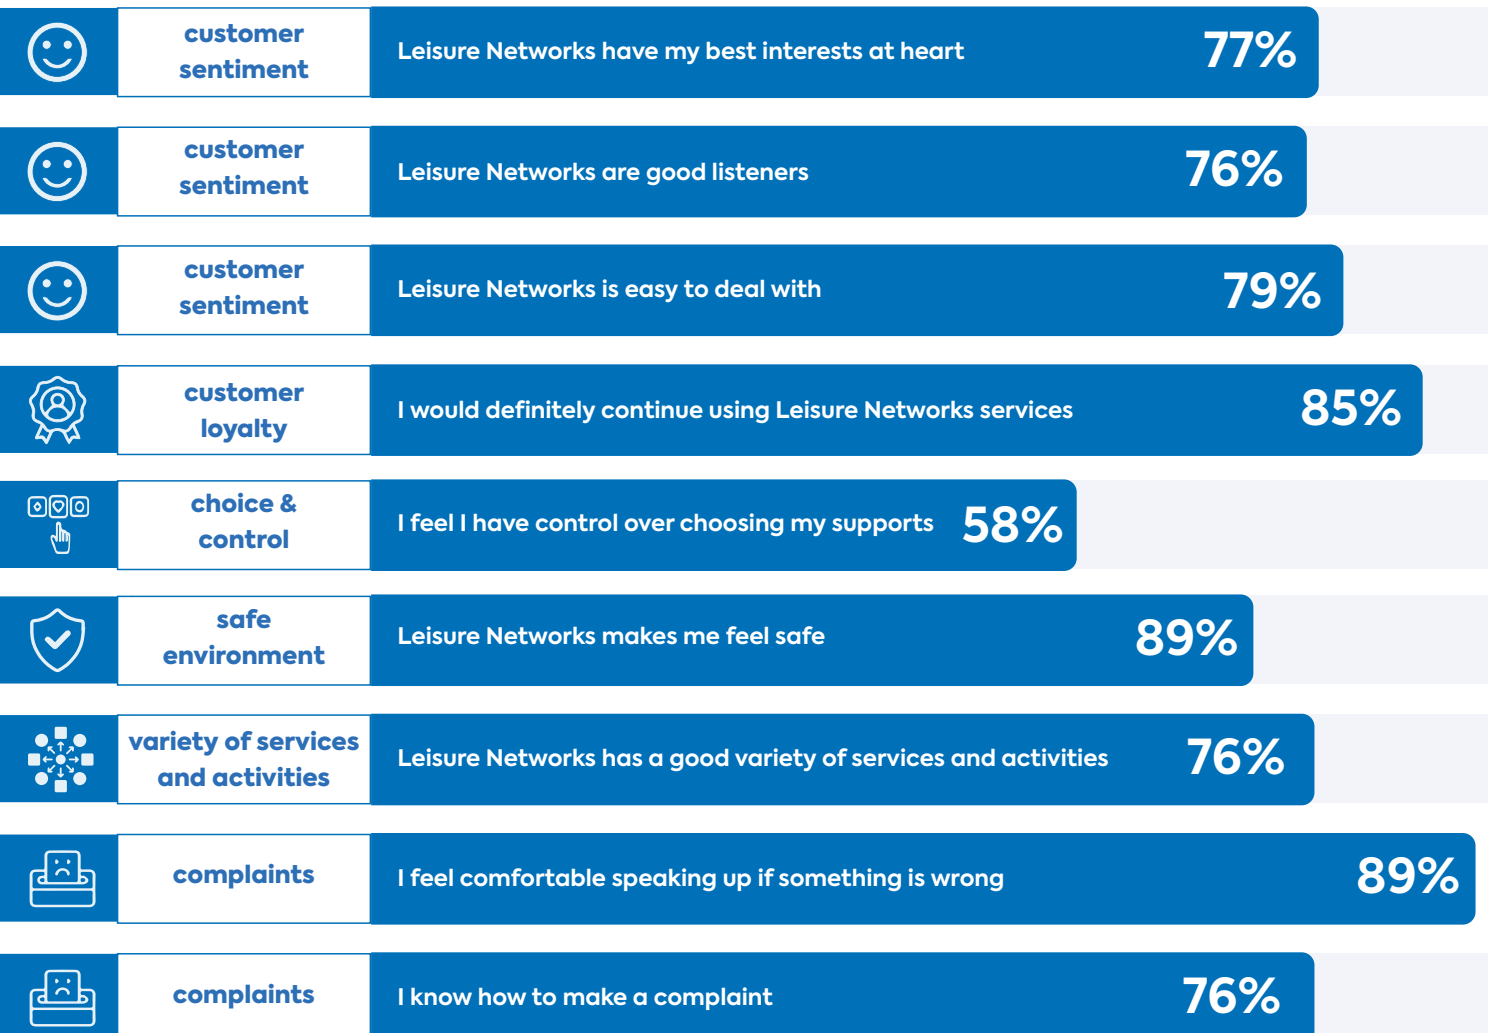 customer
sentiment
Leisure Networks have my best interests at heart
77%
customer
sentiment
Leisure Networks are good listeners
76%
customer
sentiment
Leisure Networks is easy to deal with
79%
customer
loyalty
I would definitely continue using Leisure Networks services
85%
choice &
control
I feel I have control over choosing my supports
58%
safe
environment
Leisure Networks makes me feel safe
89%
variety of services
and activities
Leisure Networks has a good variety of services and activities
76%
complaints
I feel comfortable speaking up if something is wrong
89%
complaints
I know how to make a complaint
76%